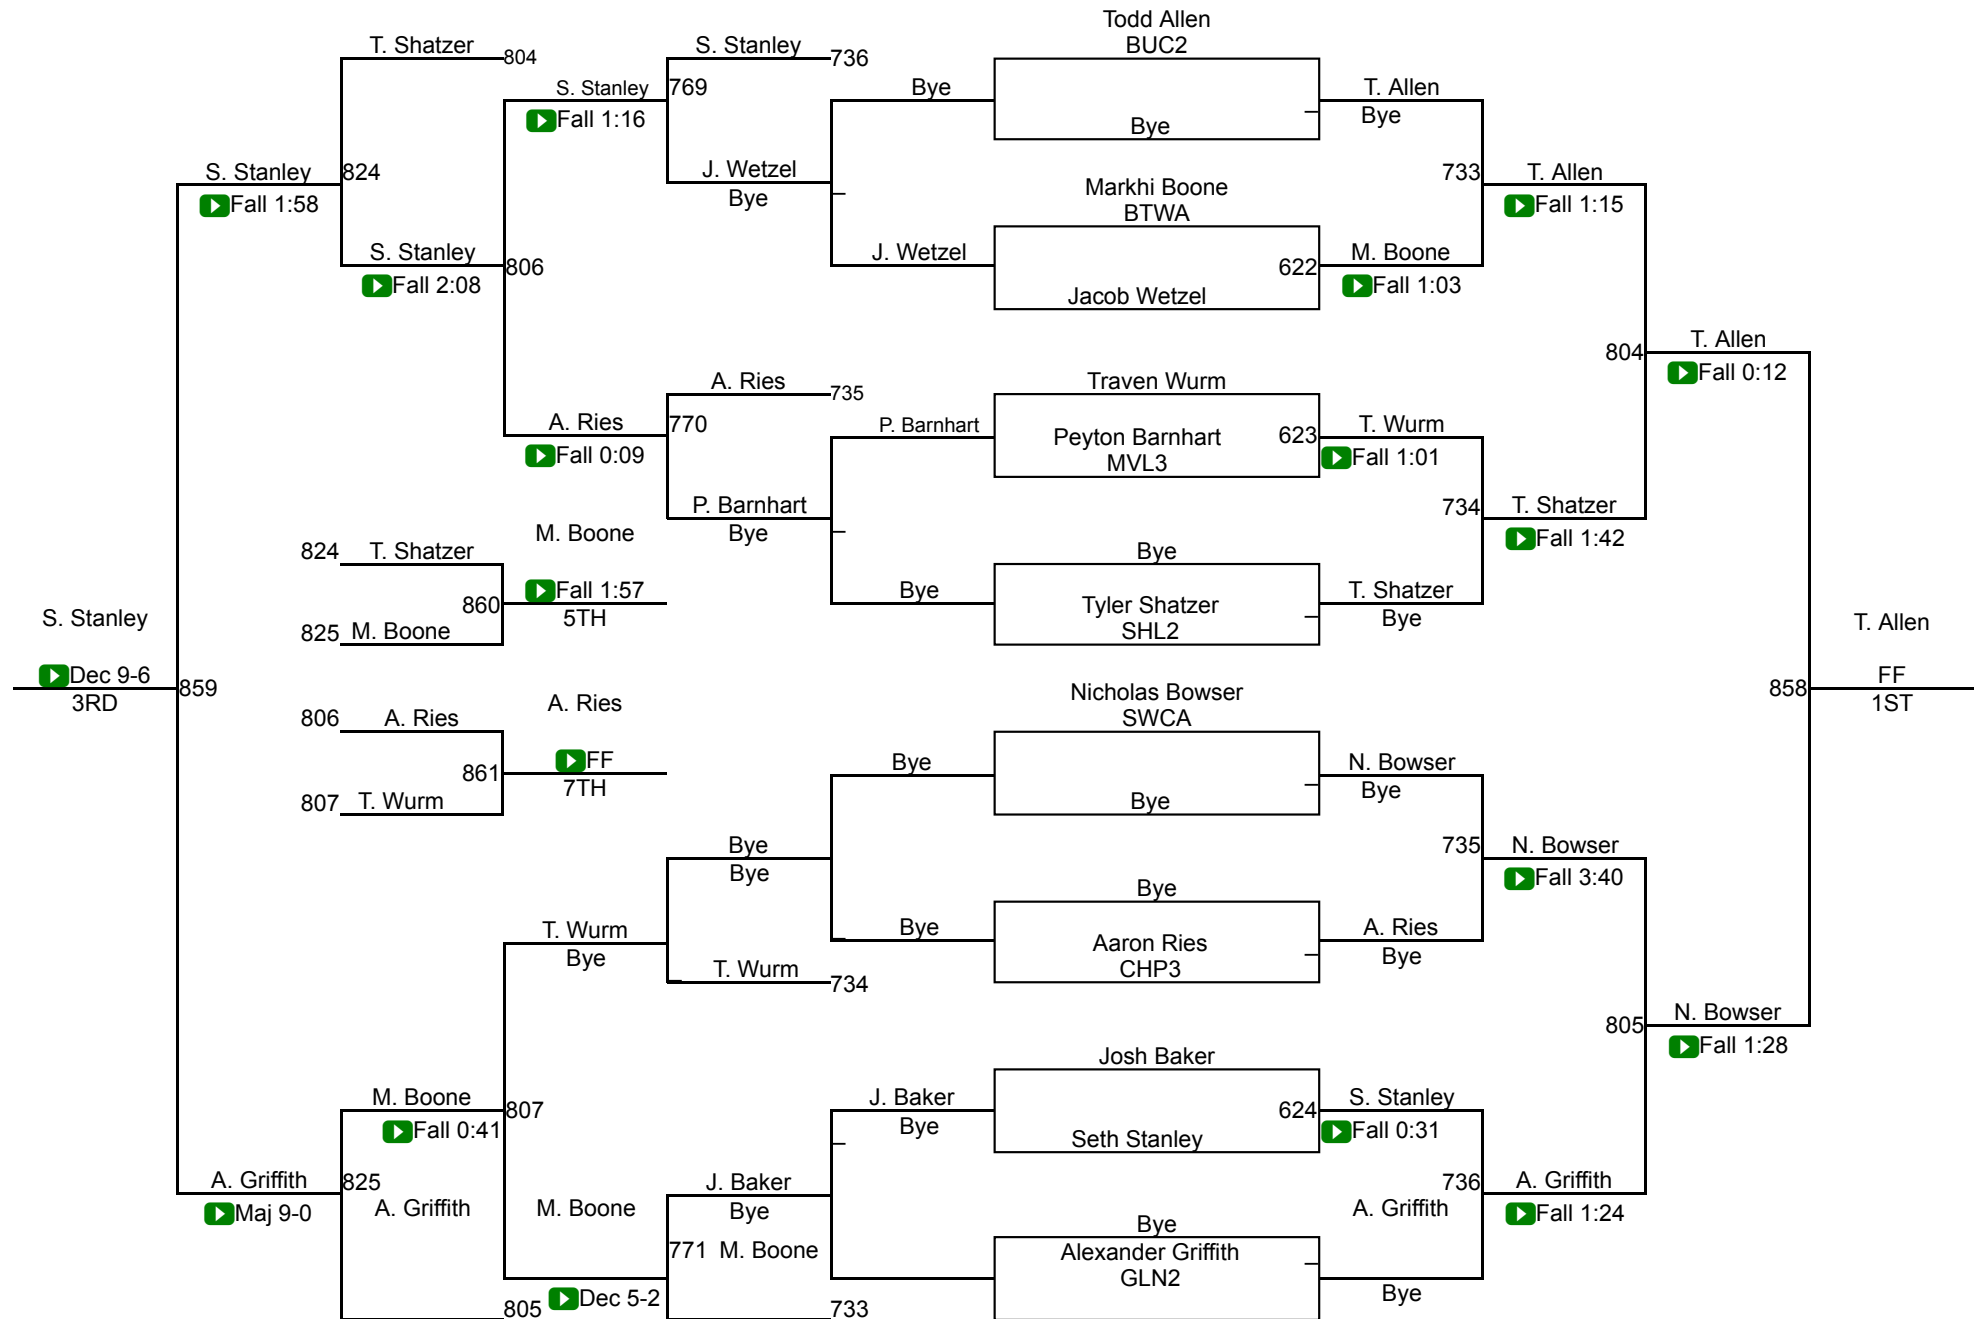 Todd Allen
BUC2
T. Shatzer
804
S. Stanley
736
S. Stanley
769
Fall 1:16
Bye
Bye
T. Allen
Bye
S. Stanley
824
Fall 1:58
J. Wetzel
Bye
Markhi Boone
BTWA
733
T. Allen
Fall 1:15
S. Stanley
806
Fall 2:08
J. Wetzel
622
Jacob Wetzel
M. Boone
Fall 1:03
804
T. Allen
Fall 0:12
A. Ries
735
Traven Wurm
A. Ries
770
Fall 0:09
P. Barnhart
Peyton Barnhart
MVL3
623
T. Wurm
Fall 1:01
P. Barnhart
Bye
734
T. Shatzer
Fall 1:42
M. Boone
824
T. Shatzer
Fall 1:57
860
5TH
825
M. Boone
Bye
Bye
Tyler Shatzer
SHL2
T. Shatzer
Bye
S. Stanley
Dec 9-6
3RD
859
T. Allen
858
FF
1ST
806
A. Ries
A. Ries
FF
861
7TH
807
T. Wurm
Nicholas Bowser
SWCA
Bye
Bye
N. Bowser
Bye
Bye
Bye
735
N. Bowser
Fall 3:40
Bye
Bye
Aaron Ries
CHP3
A. Ries
Bye
T. Wurm
Bye
T. Wurm
734
805
N. Bowser
Fall 1:28
Josh Baker
M. Boone
807
Fall 0:41
J. Baker
Bye
624
Seth Stanley
S. Stanley
Fall 0:31
A. Griffith
825
Maj 9-0
A. Griffith
M. Boone
J. Baker
Bye
771
M. Boone
736
A. Griffith
A. Griffith
Fall 1:24
Bye
Alexander Griffith
GLN2
Bye
805
Dec 5-2
733